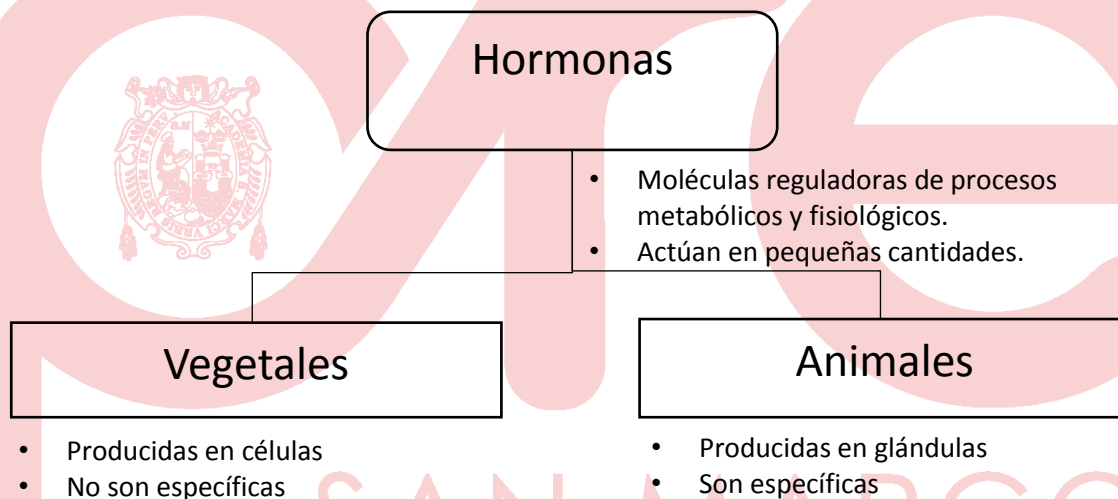 Hormonas
• Moléculas reguladoras de procesos
metabólicos y fisiológicos.
• Actúan en pequeñas cantidades.
Vegetales
Animales
• Producidas en células
• No son específicas
• Producidas en glándulas
• Son específicas